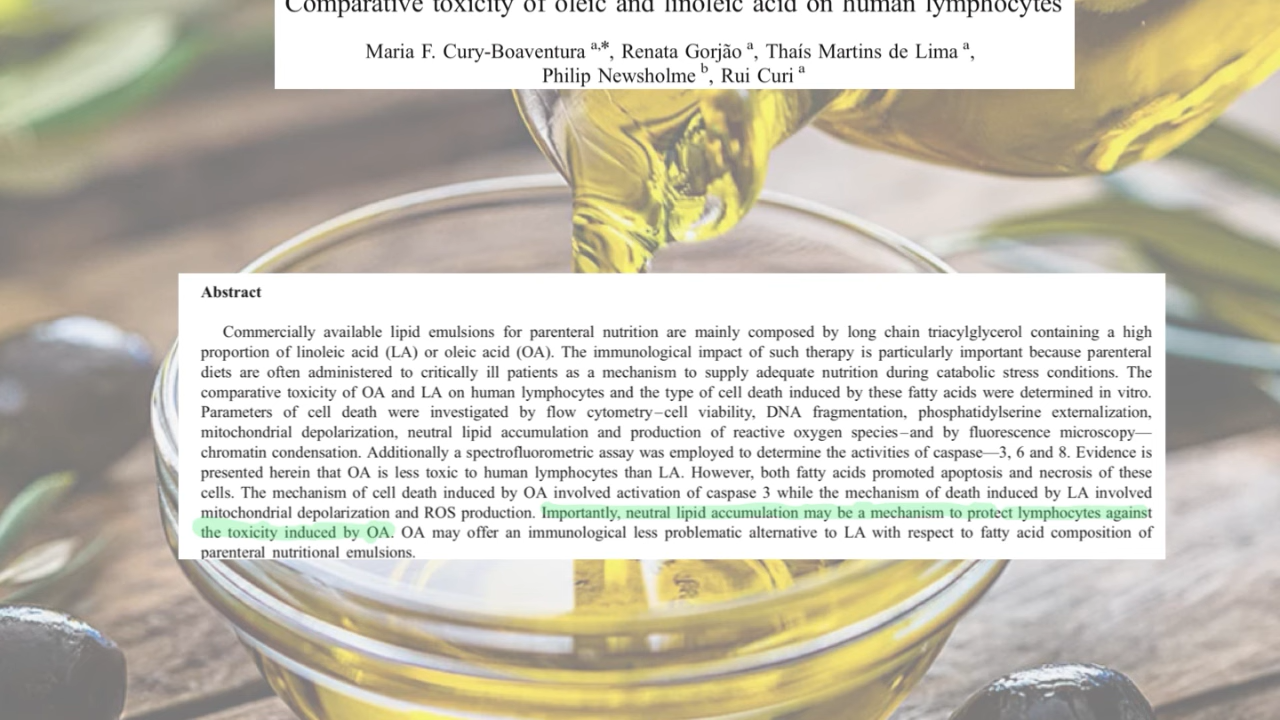 Comparative toxicity of oleic and linoleic acid on human lymphocytes
Maria F. Cury-Boaventura a,*, Renata Gorjão a, Thaís Martins de Lima a,
Philip Newsholme b, Rui Curi a
Abstract
Commercially available lipid emulsions for parenteral nutrition are mainly composed by long chain triacylglycerol containing a high
proportion of linoleic acid (LA) or oleic acid (OA). The immunological impact of such therapy is particularly important because parenteral
diets are often administered to critically ill patients as a mechanism to supply adequate nutrition during catabolic stress conditions. The
comparative toxicity of OA and LA on human lymphocytes and the type of cell death induced by these fatty acids were determined in vitro.
Parameters of cell death were investigated by flow cytometry–cell viability, DNA fragmentation, phosphatidylserine externalization,
mitochondrial depolarization, neutral lipid accumulation and production of reactive oxygen species–and by fluorescence microscopy—
chromatin condensation. Additionally a spectrofluorometric assay was employed to determine the activities of caspase—3, 6 and 8. Evidence is
presented herein that OA is less toxic to human lymphocytes than LA. However, both fatty acids promoted apoptosis and necrosis of these
cells. The mechanism of cell death induced by OA involved activation of caspase 3 while the mechanism of death induced by LA involved
mitochondrial depolarization and ROS production. Importantly, neutral lipid accumulation may be a mechanism to protect lymphocytes against
the toxicity induced by OA. OA may offer an immunological less problematic alternative to LA with respect to fatty acid composition of
parenteral nutritional emulsions.